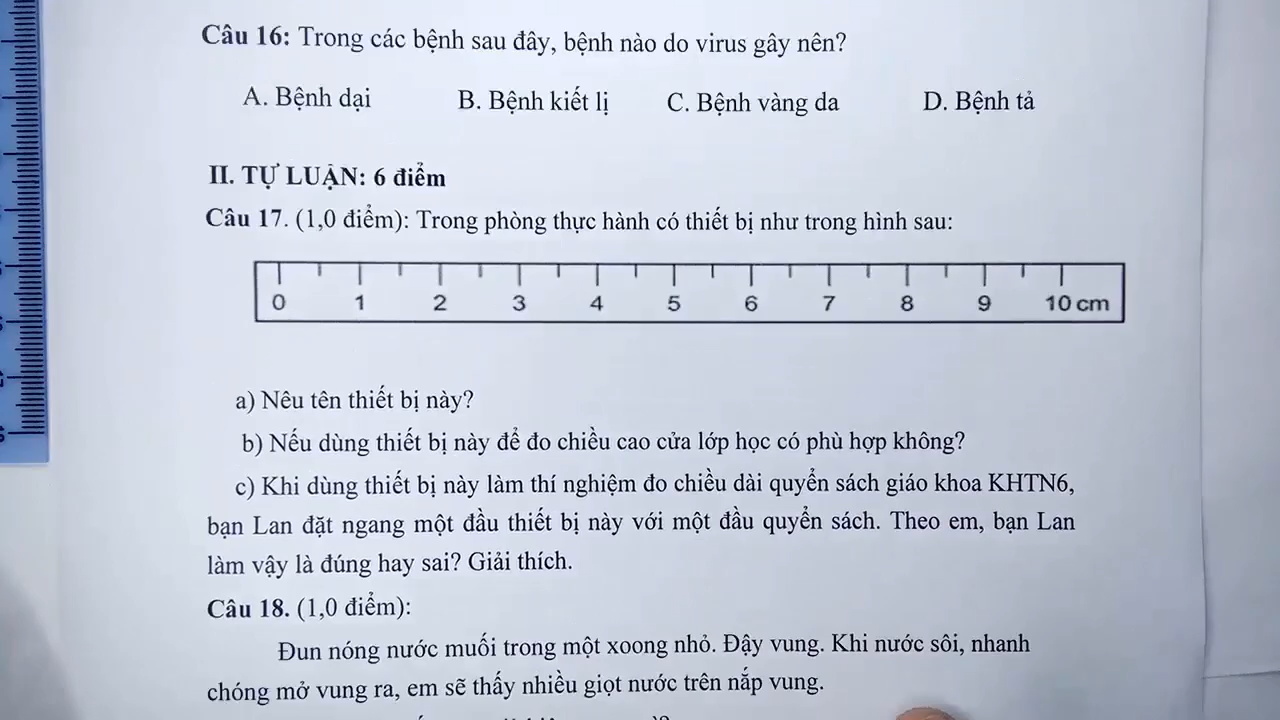 Câu 16: Trong các bệnh sau đây, bệnh nào do virus gây nên?
A. Bệnh dại B. Bệnh kiết lị C. Bệnh vàng da D. Bệnh tả
II. TỰ LUẬN: 6 điểm
Câu 17. (1,0 điểm): Trong phòng thực hành có thiết bị như trong hình sau:
0 1 2 3 4 5 6 7 8 9 10 cm
a) Nêu tên thiết bị này?
b) Nếu dùng thiết bị này để đo chiều cao cửa lớp học có phù hợp không?
c) Khi dùng thiết bị này làm thí nghiệm đo chiều dài quyển sách giáo khoa KHTN6,
bạn Lan đặt ngang một đầu thiết bị này với một đầu quyển sách. Theo em, bạn Lan
làm vậy là đúng hay sai? Giải thích.
Câu 18. (1,0 điểm):
Đun nóng nước muối trong một xoong nhỏ. Đậy vung. Khi nước sôi, nhanh
chóng mở vung ra, em sẽ thấy nhiều giọt nước trên nắp vung.